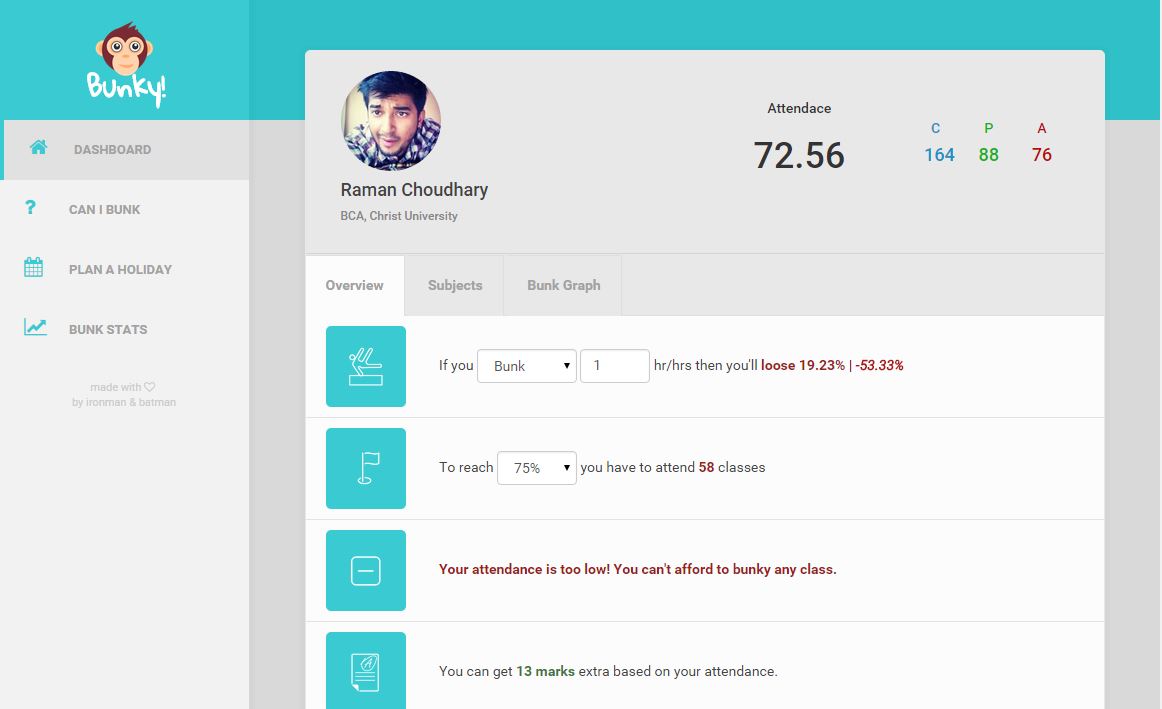 Bunky!
DASHBOARD
CAN I BUNK
PLAN A HOLIDAY
BUNK STATS
made with
by ironman & batman
Raman Choudhary
BCA, Christ University
Attendace
72.56
C P A
164 88 76
Overview Subjects Bunk Graph
If you Bunk 1 hr/hrs then you'll loose 19.23% | -53.33%
To reach 75% you have to attend 58 classes
Your attendance is too low! You can't afford to bunky any class.
You can get 13 marks extra based on your attendance.